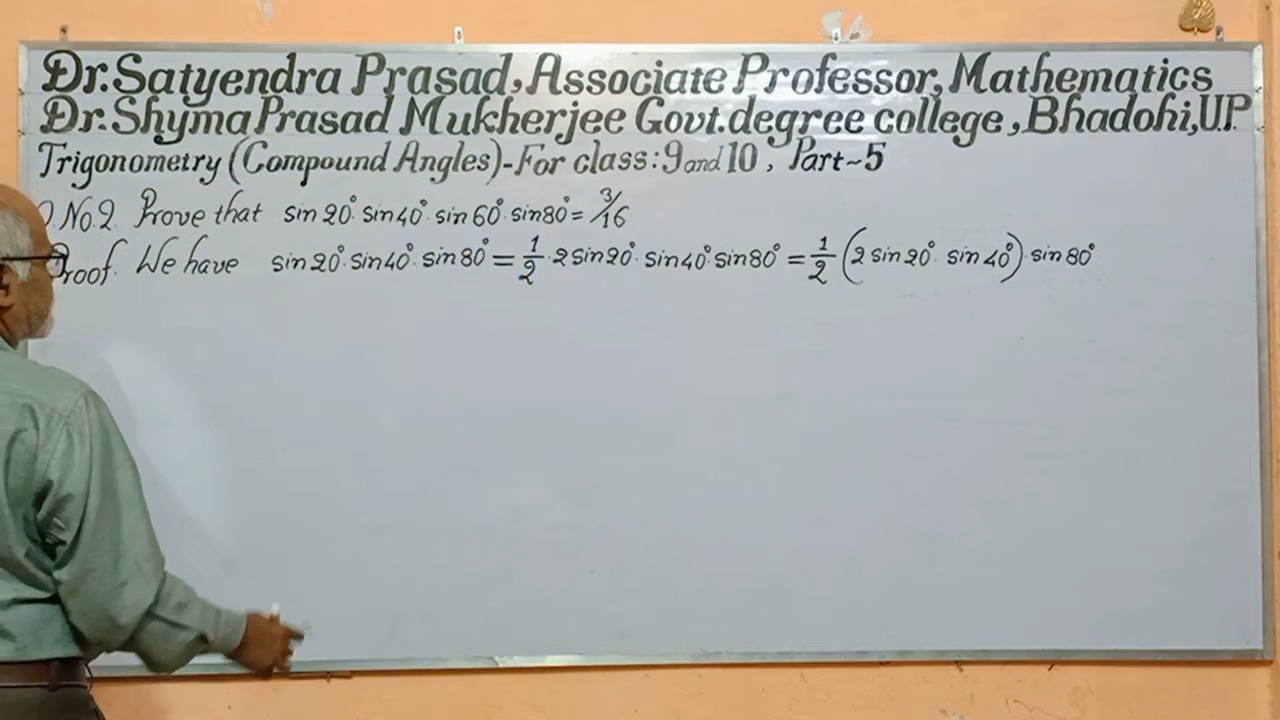 Dr.Satyendra Prasad, Associate Professor, Mathematics
Dr.Shyma Prasad Mukherjee Govt.degree college, Bhadohi, U.P.
Trigonometry (Compound Angles)-For class: 9 and 10, Part-5
.No.2. Prove that sin 20°. sin 40°. sin 60°. sin 80° = 3/16
Proof. We have sin 20°. sin 40°. sin 80° = 1/2 . 2 sin 20°. sin 40° sin 80° = 1/2 (2 sin 20°. sin 40°). sin 80°